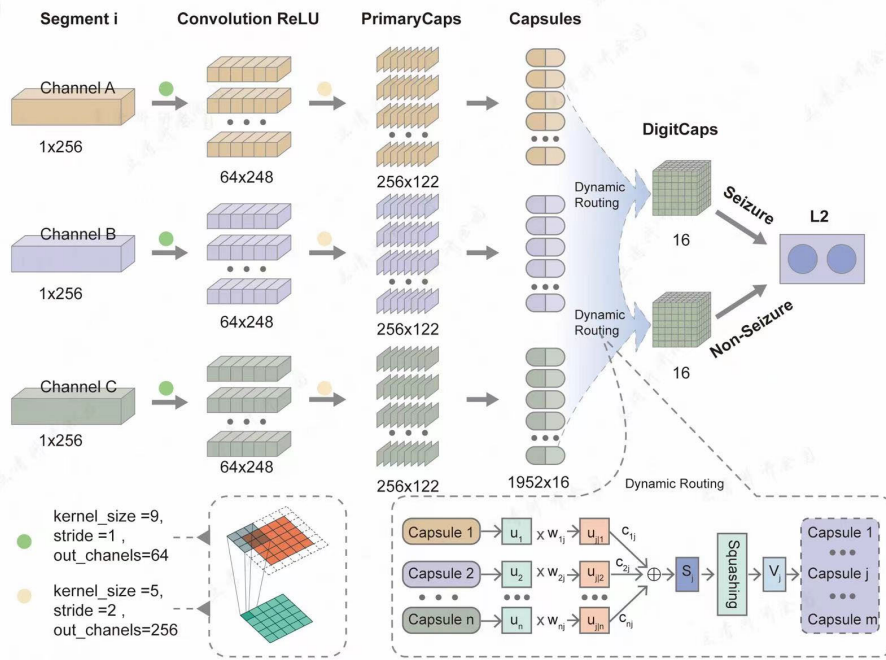 Segment i
Convolution ReLU
PrimaryCaps
Capsules
Channel A
1x256
64x248
256x122
Channel B
1x256
64x248
256x122
Channel C
1x256
64x248
256x122
1952x16
Dynamic
Routing
Dynamic
Routing
DigitCaps
16
16
Seizure
Non-Seizure
L2
Dynamic Routing
kernel_size =9,
stride =1 ,
out_chanels=64
kernel_size =5,
stride =2 ,
out_chanels=256
Capsule 1 u1 x w1j uj|1 c1j
Capsule 2 u2 x w2j uj|2 c2j
Capsule n un x wnj uj|n cnj
Sj
Squashing
Vj
Capsule 1
Capsule j
Capsule m